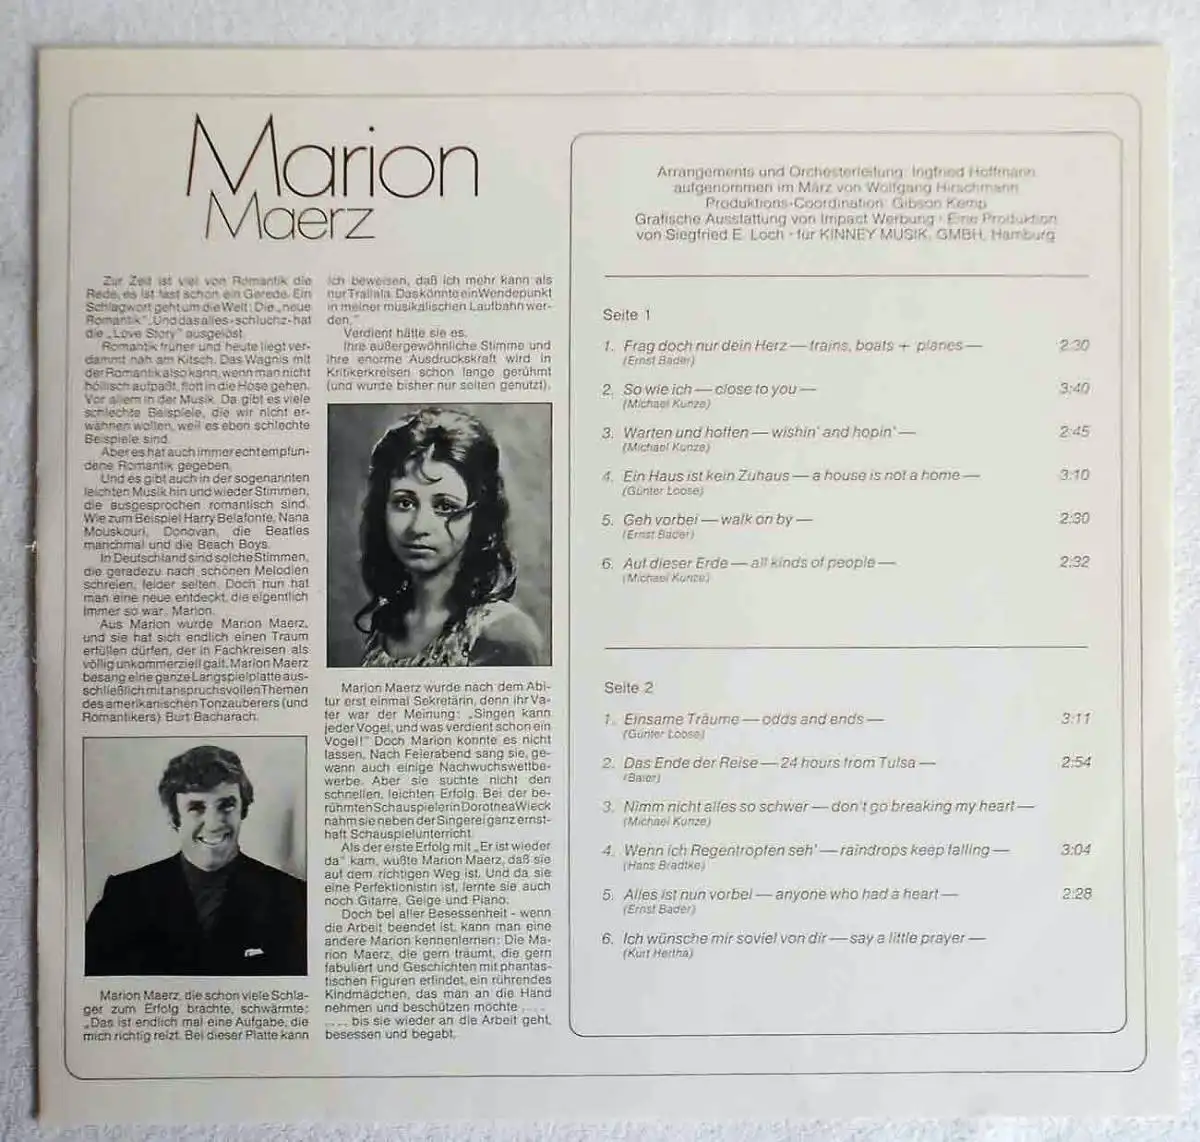 Marion
Maerz
Zur Zeit ist viel von Romantik die
Rede, es ist fast schon ein Gerede. Ein
Schlagwort geht um die Welt: Die „neue
Romantik". Und das alles - schluchz - hat
die „Love Story" ausgelöst.
Romantik früher und heute liegt ver-
dammt nah am Kitsch. Das Wagnis mit
der Romantik also kann, wenn man nicht
höllisch aufpaßt, flott in die Hose gehen.
Vor allem in der Musik. Da gibt es viele
schlechte Beispiele, die wir nicht er-
wähnen wollen, weil es eben schlechte
Beispiele sind.
Aber es hat auch immer echt empfun-
dene Romantik gegeben.
Und es gibt auch in der sogenannten
leichten Musik hin und wieder Stimmen,
die ausgesprochen romantisch sind.
Wie zum Beispiel Harry Belafonte, Nana
Mouskouri, Donovan, die Beatles
manchmal und die Beach Boys.
In Deutschland sind solche Stimmen,
die geradezu nach schönen Melodien
schreien, leider selten. Doch nun hat
man eine neue entdeckt, die eigentlich
immer so war: Marion.
Aus Marion wurde Marion Maerz,
und sie hat sich endlich einen Traum
erfüllen dürfen, der in Fachkreisen als
völlig unkommerziell galt. Marion Maerz
besang eine ganze Langspielplatte aus-
schließlich mit anspruchsvollen Themen
des amerikanischen Tonzauberers (und
Romantikers) Burt Bacharach.
Marion Maerz, die schon viele Schla-
ger zum Erfolg brachte, schwärmte:
„Das ist endlich mal eine Aufgabe, die
mich richtig reizt. Bei dieser Platte kann
ich beweisen, daß ich mehr kann als
nur Trallala. Das könnte ein Wendepunkt
in meiner musikalischen Laufbahn wer-
den."
Verdient hätte sie es.
Ihre außergewöhnliche Stimme und
ihre enorme Ausdruckskraft wird in
Kritikerkreisen schon lange gerühmt
(und wurde bisher nur selten genutzt).
Marion Maerz wurde nach dem Abi-
tur erst einmal Sekretärin, denn ihr Va-
ter war der Meinung: „Singen kann
jeder Vogel, und was verdient schon ein
Vogel!" Doch Marion konnte es nicht
lassen. Nach Feierabend sang sie, ge-
wann auch einige Nachwuchswettbe-
werbe. Aber sie suchte nicht den
schnellen, leichten Erfolg. Bei der be-
rühmten Schauspielerin Dorothea Wieck
nahm sie neben der Singerei ganz ernst-
haft Schauspielunterricht.
Als der erste Erfolg mit „Er ist wieder
da" kam, wußte Marion Maerz, daß sie
auf dem richtigen Weg ist. Und da sie
eine Perfektionistin ist, lernte sie auch
noch Gitarre, Geige und Piano.
Doch bei aller Besessenheit - wenn
die Arbeit beendet ist, kann man eine
andere Marion kennenlernen: Die Ma-
rion Maerz, die gern träumt, die gern
fabuliert und Geschichten mit phantas-
tischen Figuren erfindet, ein rührendes
Kindmädchen, das man an die Hand
nehmen und beschützen möchte ....
.... bis sie wieder an die Arbeit geht,
besessen und begabt.
Arrangements und Orchesterleitung: Ingfried Hoffmann
aufgenommen im März von Wolfgang Hirschmann
Produktions-Coordination: Gibson Kemp
Grafische Ausstattung von Impact Werbung · Eine Produktion
von Siegfried E. Loch · für KINNEY MUSIK, GMBH, Hamburg
Seite 1
1. Frag doch nur dein Herz — trains, boats + planes — 2:30
(Ernst Bader)
2. So wie ich — close to you — 3:40
(Michael Kunze)
3. Warten und hoffen — wishin' and hopin' — 2:45
(Michael Kunze)
4. Ein Haus ist kein Zuhaus — a house is not a home — 3:10
(Günter Loose)
5. Geh vorbei — walk on by — 2:30
(Ernst Bader)
6. Auf dieser Erde — all kinds of people — 2:32
(Michael Kunze)
Seite 2
1. Einsame Träume — odds and ends — 3:11
(Günter Loose)
2. Das Ende der Reise — 24 hours from Tulsa — 2:54
(Baier)
3. Nimm nicht alles so schwer — don't go breaking my heart —
(Michael Kunze)
4. Wenn ich Regentropfen seh' — raindrops keep falling — 3:04
(Hans Bradtke)
5. Alles ist nun vorbei — anyone who had a heart — 2:28
(Ernst Bader)
6. Ich wünsche mir soviel von dir — say a little prayer —
(Kurt Hertha)